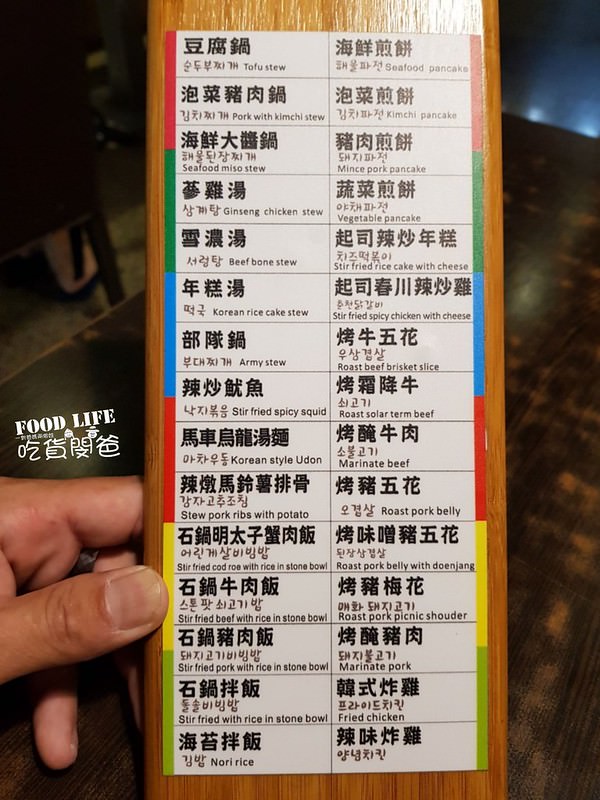 豆腐鍋
순두부찌개 Tofu stew
泡菜豬肉鍋
김치찌개 Pork with kimchi stew
海鮮大醬鍋
해물된장찌개
Seafood miso stew
蔘雞湯
삼계탕 Ginseng chicken stew
雪濃湯
서렁탕 Beef bone stew
年糕湯
떡국 Korean rice cake stew
部隊鍋
부대찌개 Army stew
辣炒魷魚
낙지볶음 Stir fried spicy squid
馬車烏龍湯麵
마차우동 Korean style Udon
辣燉馬鈴薯排骨
감자고추조침
Stew pork ribs with potato
石鍋明太子蟹肉飯
어린게살비빔밥
Stir fried cod roe with rice in stone bowl
石鍋牛肉飯
스톤팟 쇠고기 밥
Stir fried beef with rice in stone bowl
石鍋豬肉飯
돼지고기비빔밥
Stir fried pork with rice in stone bowl
石鍋拌飯
돌솔비빔밥
Stir fried with rice in stone bowl
海苔拌飯
김밥 Nori rice
海鮮煎餅
해물파전 Seafood pancake
泡菜煎餅
김치파전 Kimchi pancake
豬肉煎餅
돼지파전
Mince pork pancake
蔬菜煎餅
야채파전
Vegetable pancake
起司辣炒年糕
치즈떡볶이
Stir fried rice cake with cheese
起司春川辣炒雞
춘천닭갈비
Stir fried spicy chicken with cheese
烤牛五花
우삼겹살
Roast beef brisket slice
烤霜降牛
쇠고기
Roast solar term beef
烤醃牛肉
소불고기
Marinate beef
烤豬五花
오겹살 Roast pork belly
烤味噌豬五花
된장삼겹살
Roast pork belly with doenjang
烤豬梅花
매화 돼지고기
Roast pork picnic shouder
烤醃豬肉
돼지불고기
Marinate pork
韓式炸雞
프라이드치킨
Fried chicken
辣味炸雞
양념치킨
FOOD LIFE
吃貨閔爸